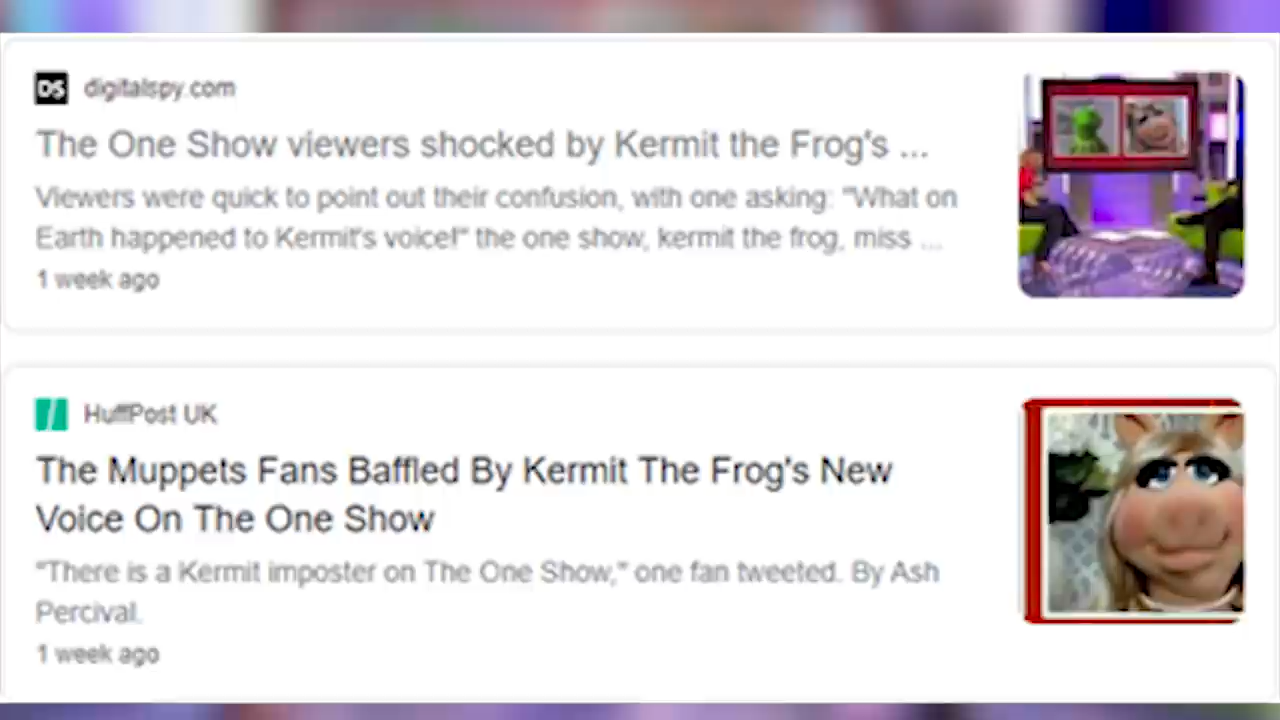 DS digitalspy.com
The One Show viewers shocked by Kermit the Frog's ...
Viewers were quick to point out their confusion, with one asking: "What on
Earth happened to Kermit's voice!" the one show, kermit the frog, miss ...
1 week ago
HuffPost UK
The Muppets Fans Baffled By Kermit The Frog's New
Voice On The One Show
"There is a Kermit imposter on The One Show," one fan tweeted. By Ash
Percival.
1 week ago